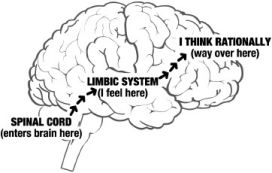 I THINK RATIONALLY
(way over here)
LIMBIC SYSTEM
(I feel here)
SPINAL CORD
(enters brain here)